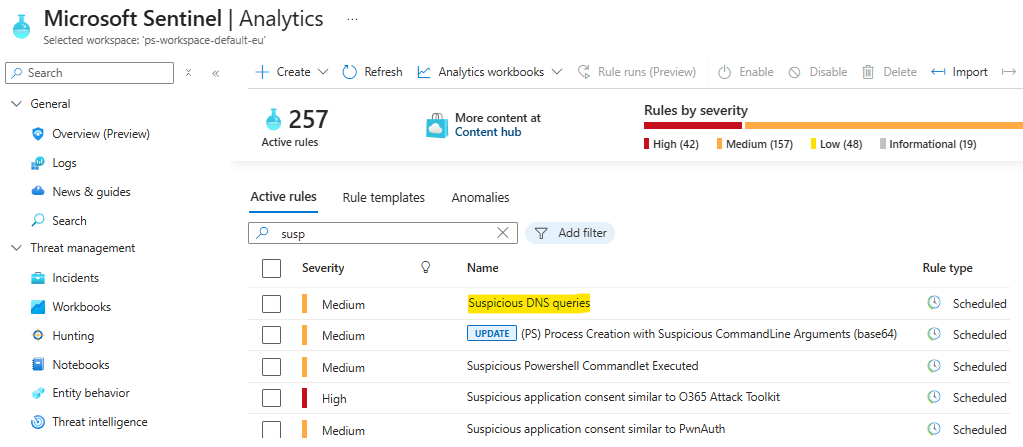 Microsoft Sentinel | Analytics ...
Selected workspace: 'ps-workspace-default-eu'
Search
General
Overview (Preview)
Logs
News & guides
Search
Threat management
Incidents
Workbooks
Hunting
Notebooks
Entity behavior
Threat intelligence
Create Refresh Analytics workbooks Rule runs (Preview) Enable Disable Delete Import
257
Active rules
More content at
Content hub
Rules by severity
High (42) Medium (157) Low (48) Informational (19)
Active rules Rule templates Anomalies
susp Add filter
Severity Name Rule type
Medium Suspicious DNS queries Scheduled
Medium UPDATE (PS) Process Creation with Suspicious CommandLine Arguments (base64) Scheduled
Medium Suspicious Powershell Commandlet Executed Scheduled
High Suspicious application consent similar to O365 Attack Toolkit Scheduled
Medium Suspicious application consent similar to PwnAuth Scheduled